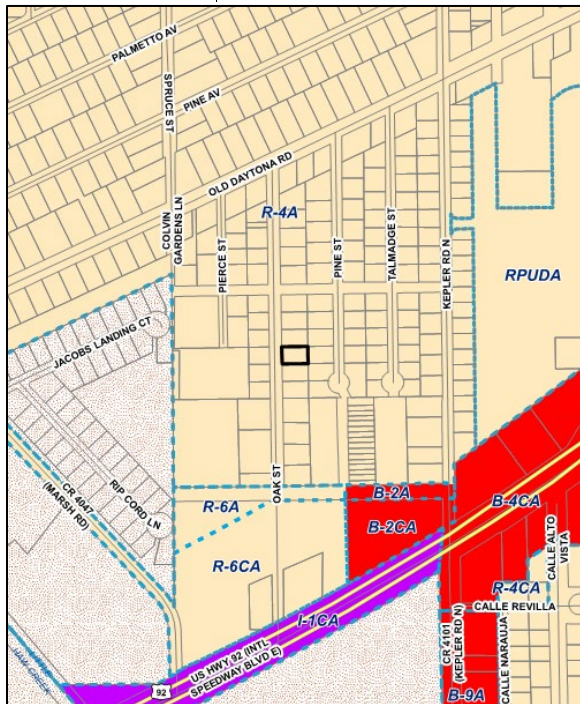 PALMETTO AV
SPRUCE ST
PINE AV
OLD DAYTONA RD
COLVIN
GARDENS LN
R-4A
PIERCE ST
PINE ST
TALMADGE ST
KEPLER RD N
RPUDA
JACOBS LANDING CT
CR 4047
(MARSH RD)
RIP CORD LN
OAK ST
R-6A
B-2A
B-4CA
B-2CA
R-6CA
CALLE ALTO
VISTA
R-4CA
CALLE REVILLA
I-1CA
US HWY 92 (INTL
SPEEDWAY BLVD E)
CR 4101
(KEPLER RD N)
CALLE NARAUJA
LITTLE
HAW CREEK
92
B-9A